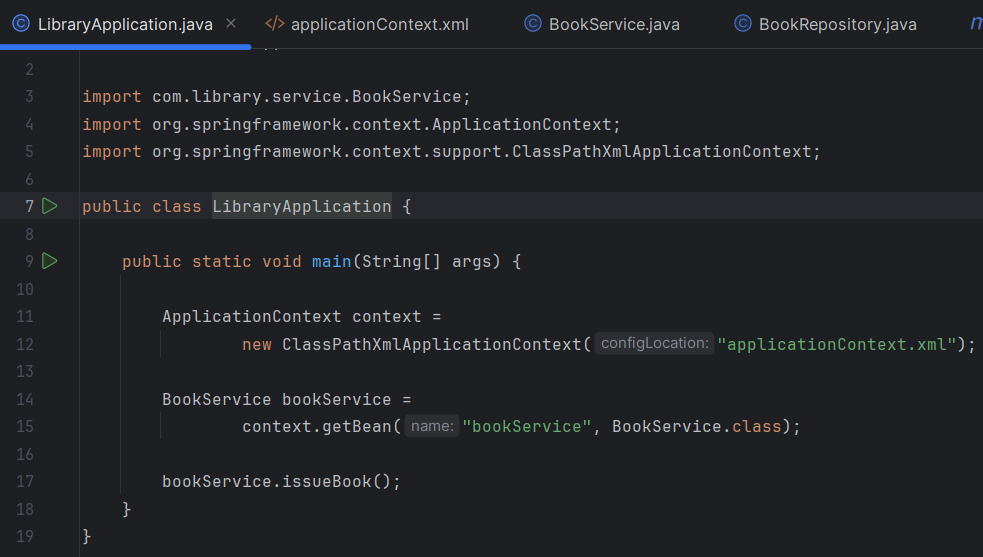 LibraryApplication.java
applicationContext.xml
BookService.java
BookRepository.java
2
3 import com.library.service.BookService;
4 import org.springframework.context.ApplicationContext;
5 import org.springframework.context.support.ClassPathXmlApplicationContext;
6
7 public class LibraryApplication {
8
9 public static void main(String[] args) {
10
11 ApplicationContext context =
12 new ClassPathXmlApplicationContext( configLocation: "applicationContext.xml");
13
14 BookService bookService =
15 context.getBean( name: "bookService", BookService.class);
16
17 bookService.issueBook();
18 }
19 }